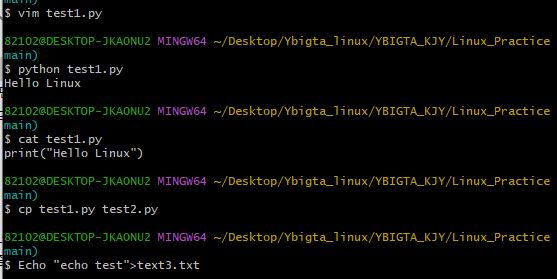 $ vim test1.py
82102@DESKTOP-JKAONU2 MINGW64 ~/Desktop/Ybigta_linux/YBIGTA_KJY/Linux_Practice
main)
$ python test1.py
Hello Linux
82102@DESKTOP-JKAONU2 MINGW64 ~/Desktop/Ybigta_linux/YBIGTA_KJY/Linux_Practice
main)
$ cat test1.py
print("Hello Linux")
82102@DESKTOP-JKAONU2 MINGW64 ~/Desktop/Ybigta_linux/YBIGTA_KJY/Linux_Practice
main)
$ cp test1.py test2.py
82102@DESKTOP-JKAONU2 MINGW64 ~/Desktop/Ybigta_linux/YBIGTA_KJY/Linux_Practice
main)
$ Echo "echo test">text3.txt